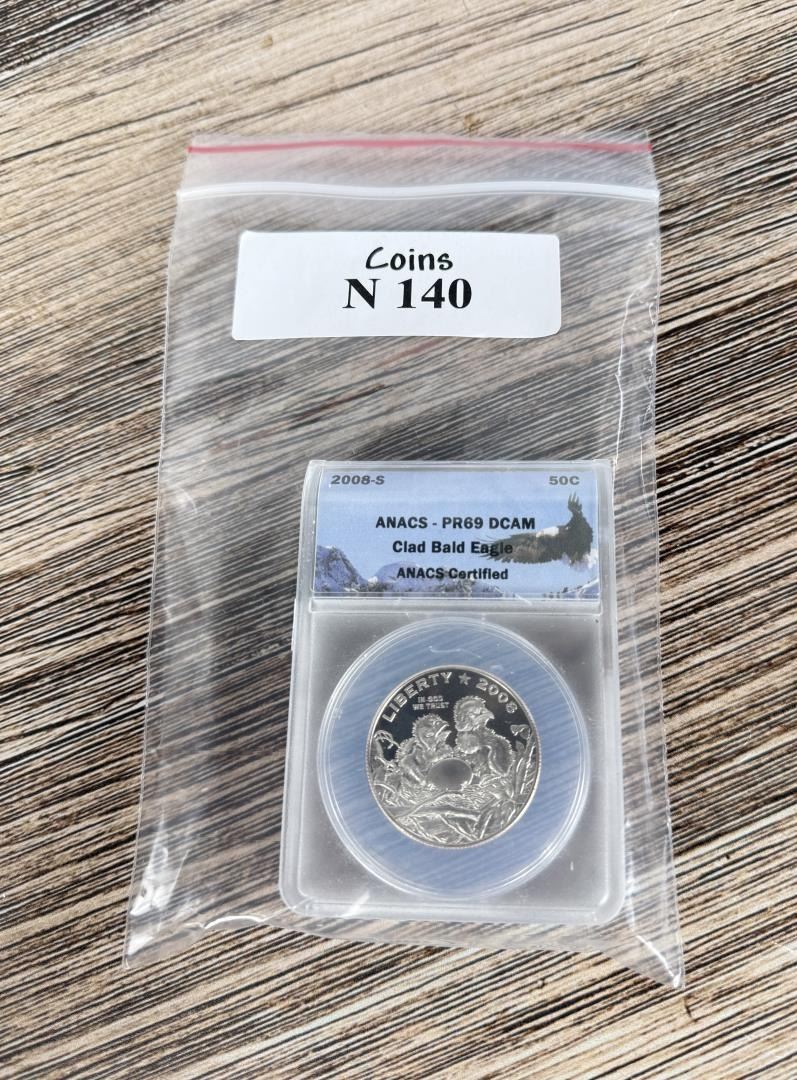 Coins
N 140
2008-S 50C
ANACS - PR69 DCAM
Clad Bald Eagle
ANACS Certified
LIBERTY ★ 2008
IN GOD
WE TRUST